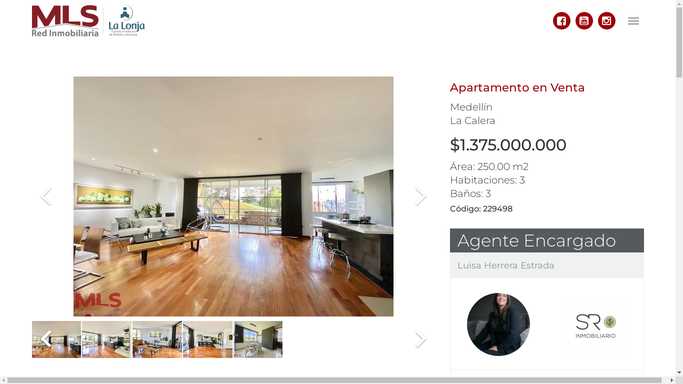 MLS
Red Inmobiliaria
La Lonja
Apartamento en Venta
Medellín
La Calera
$1.375.000.000
Área: 250.00 m2
Habitaciones: 3
Baños: 3
Código: 229498
Agente Encargado
Luisa Herrera Estrada
MLS
SR
INMOBILIARIO